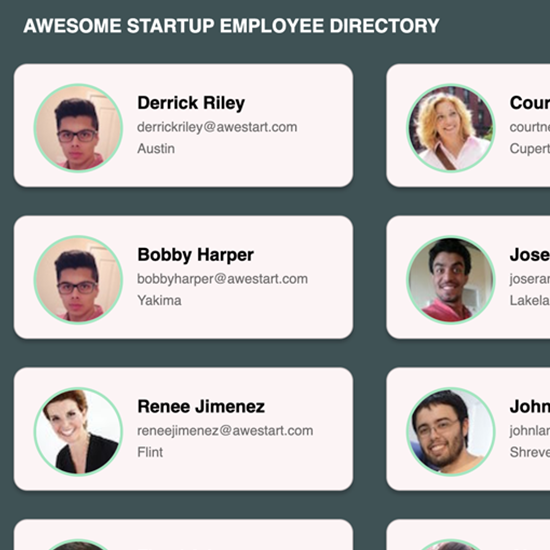 AWESOME STARTUP EMPLOYEE DIRECTORY
Derrick Riley
derrickriley@awestart.com
Austin
Cour
courtne
Cupert
Bobby Harper
bobbyharper@awestart.com
Yakima
Jose
joserar
Lakela
Renee Jimenez
reneejimenez@awestart.com
Flint
John
johnlar
Shreve